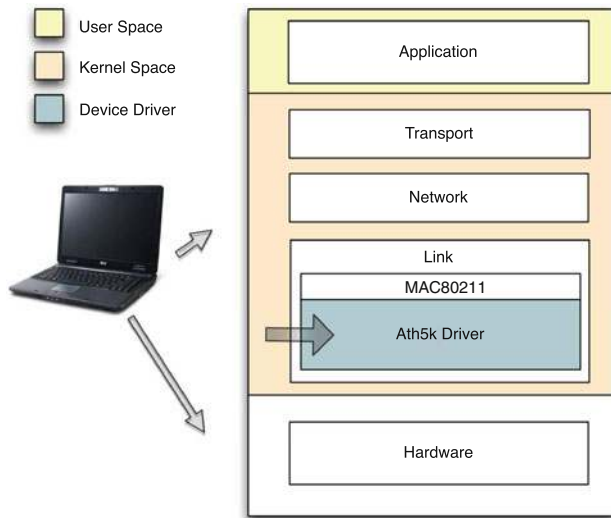 User Space
Kernel Space
Device Driver
Application
Transport
Network
Link
MAC80211
Ath5k Driver
Hardware